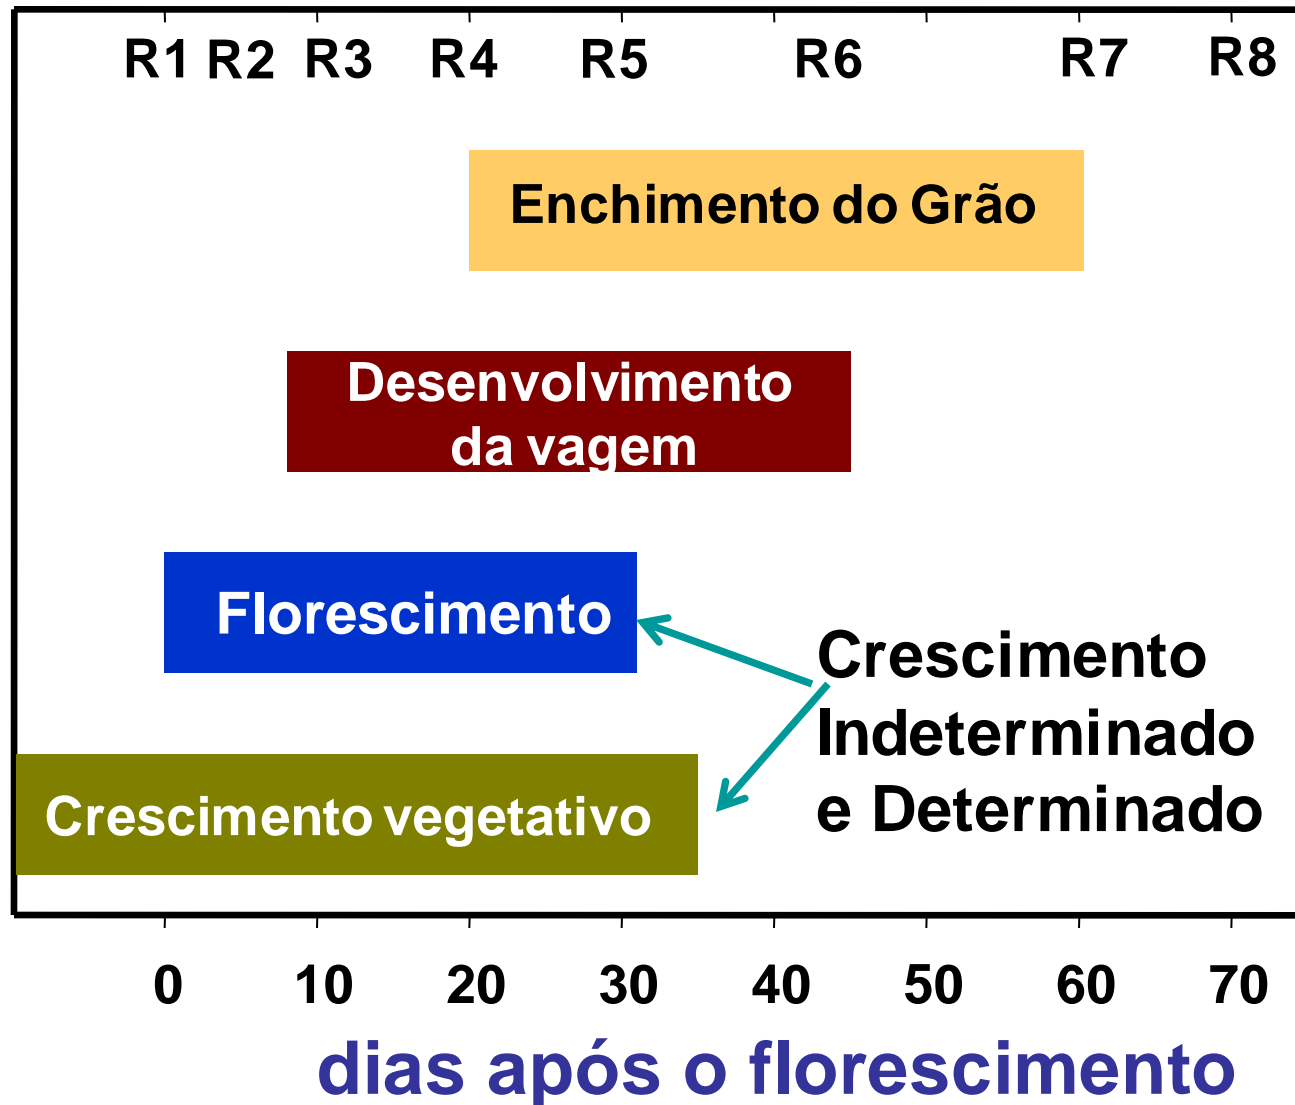 R1 R2 R3 R4 R5 R6 R7 R8
Enchimento do Grão
Desenvolvimento
da vagem
Florescimento
Crescimento
Indeterminado
e Determinado
Crescimento vegetativo
0 10 20 30 40 50 60 70
dias após o florescimento